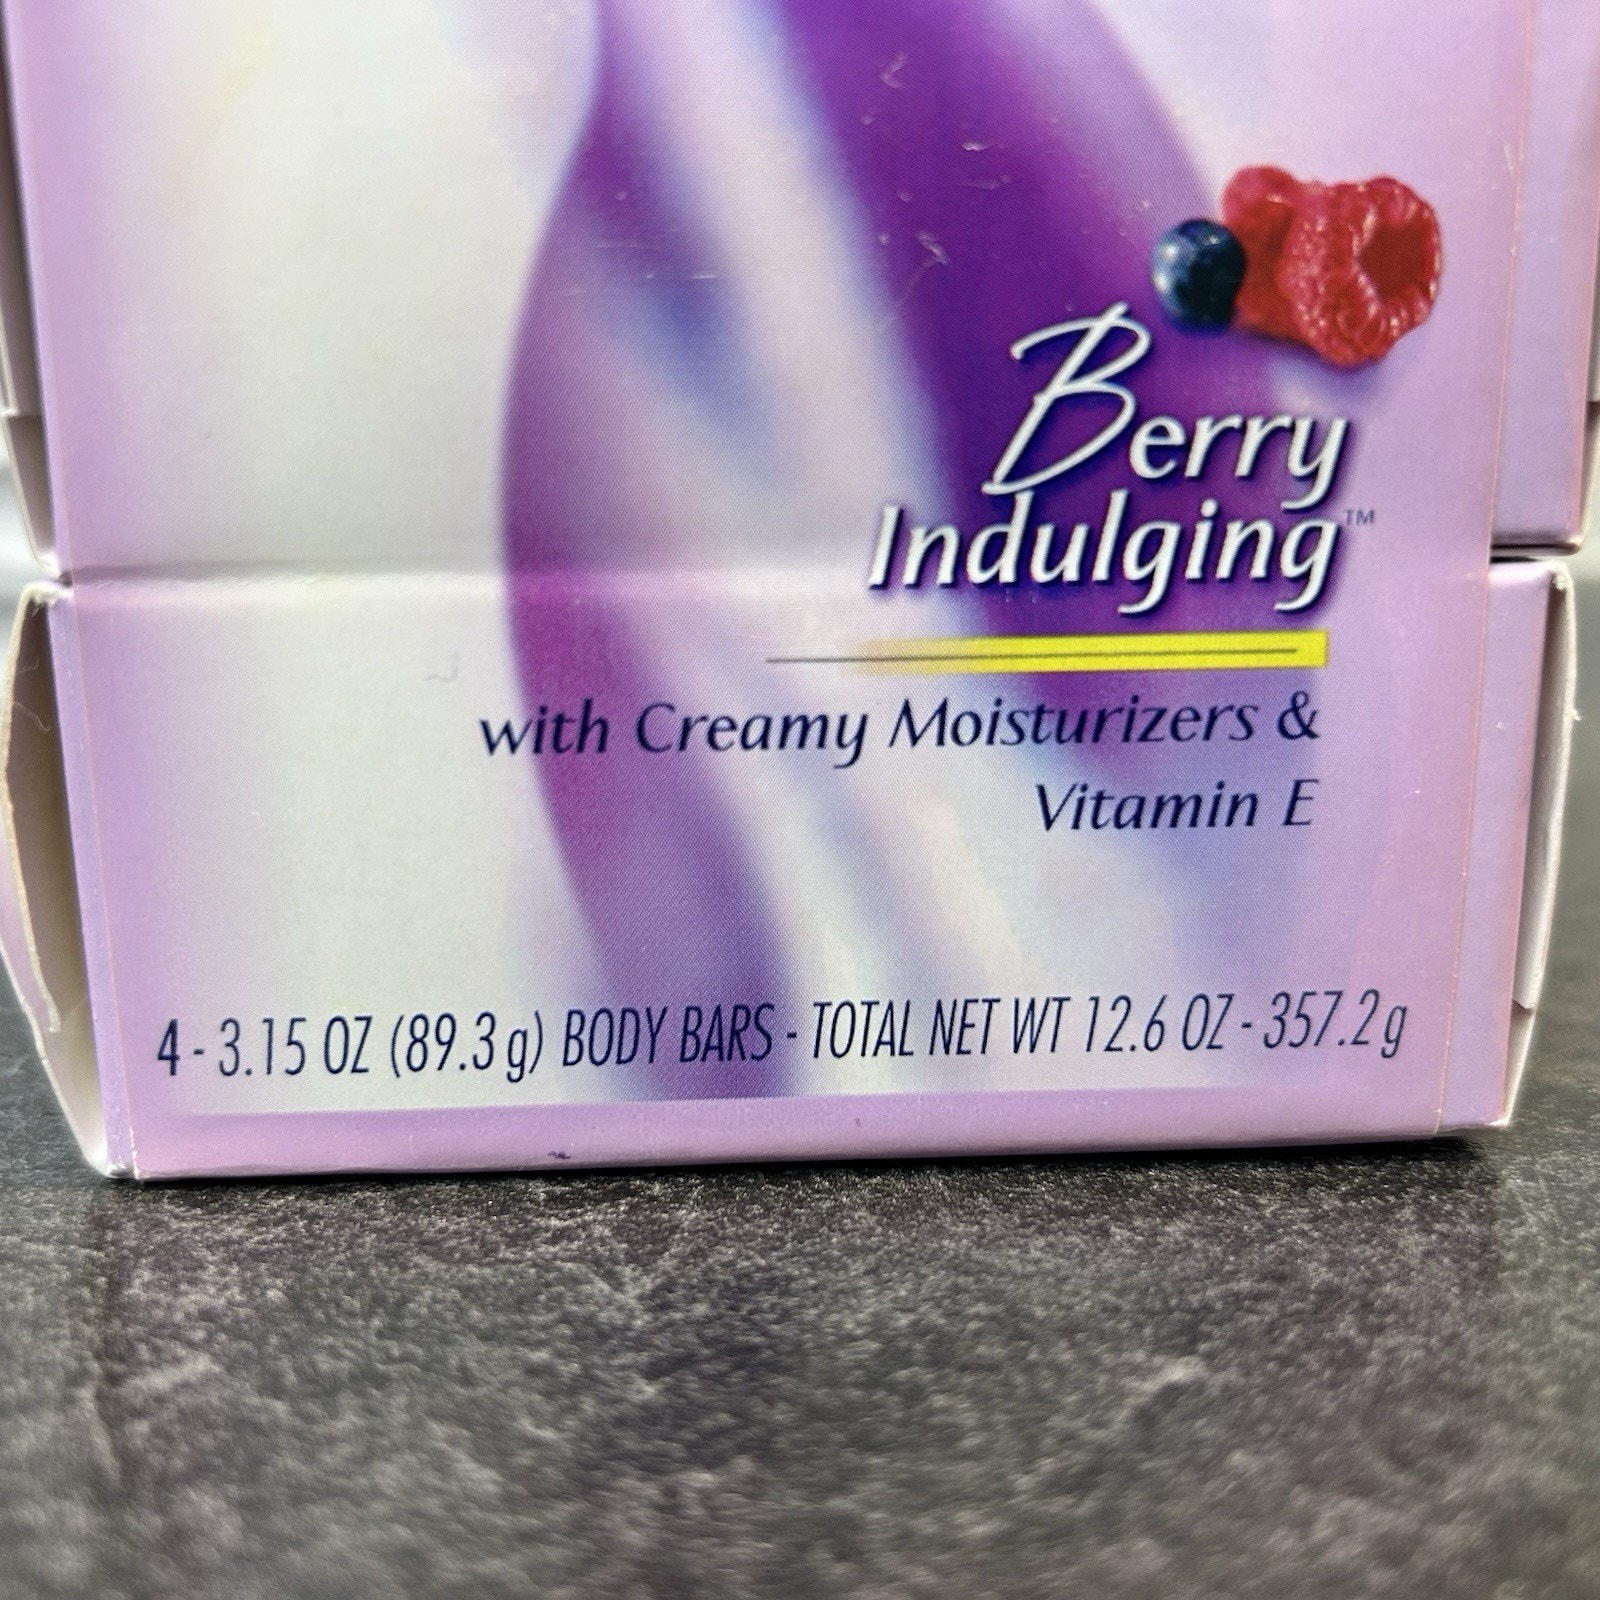 Berry
Indulging™
with Creamy Moisturizers &
Vitamin E
4 - 3.15 OZ (89.3 g) BODY BARS - TOTAL NET WT 12.6 OZ - 357.2 g